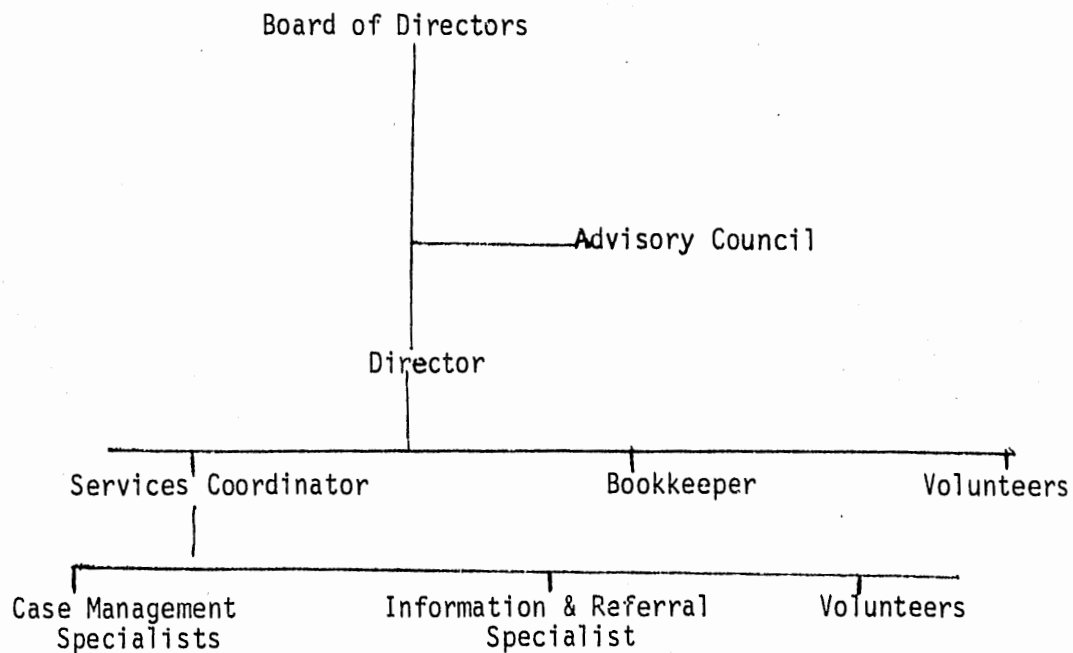 Board of Directors
Advisory Council
Director
Services Coordinator Bookkeeper Volunteers
Case Management Information & Referral Volunteers
Specialists Specialist